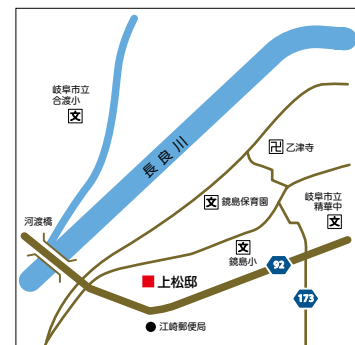 岐阜市立
合渡小
文
長良川
卍 乙津寺
岐阜市立
精華中
文
文 鏡島保育園
河渡橋
文
鏡島小
92
上松邸
173
江崎郵便局